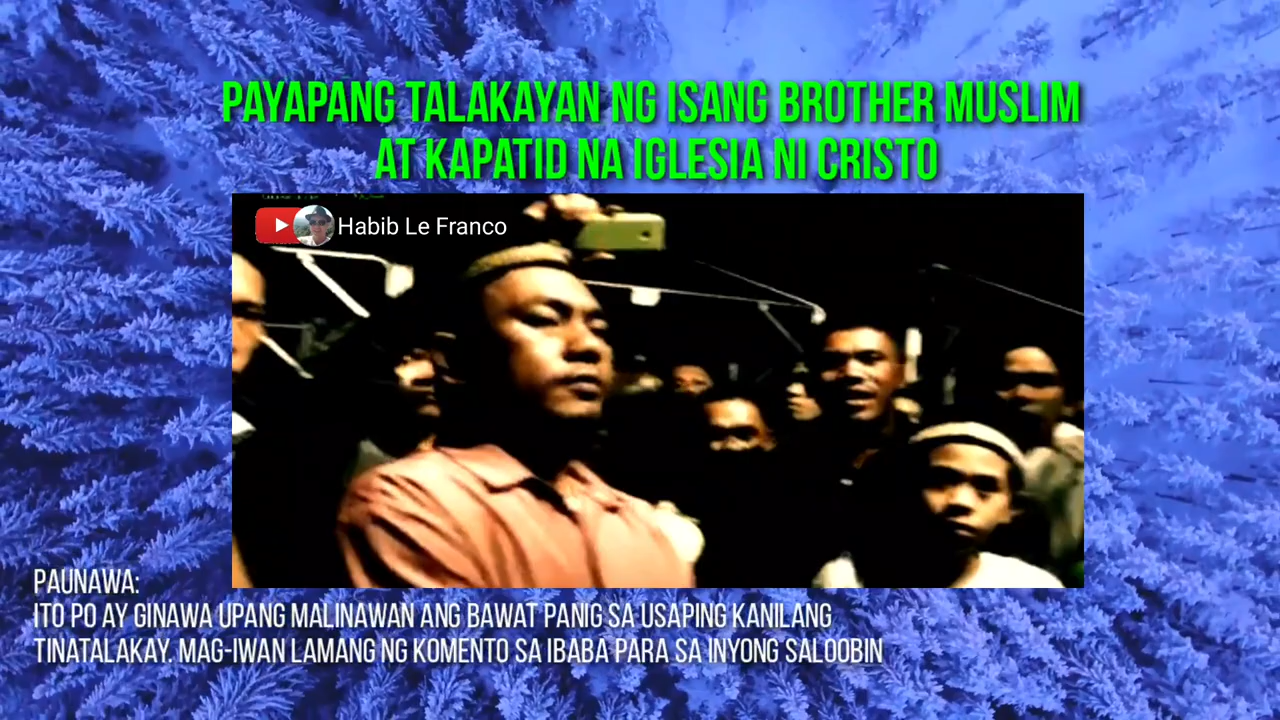 PAYAPANG TALAKAYAN NG ISANG BROTHER MUSLIM
AT KAPATID NA IGLESIA NI CRISTO
Habib Le Franco
PAUNAWA:
ITO PO AY GINAWA UPANG MALINAWAN ANG BAWAT PANIG SA USAPING KANILANG
TINATALAKAY. MAG-IWAN LAMANG NG KOMENTO SA IBABA PARA SA INYONG SALOOBIN